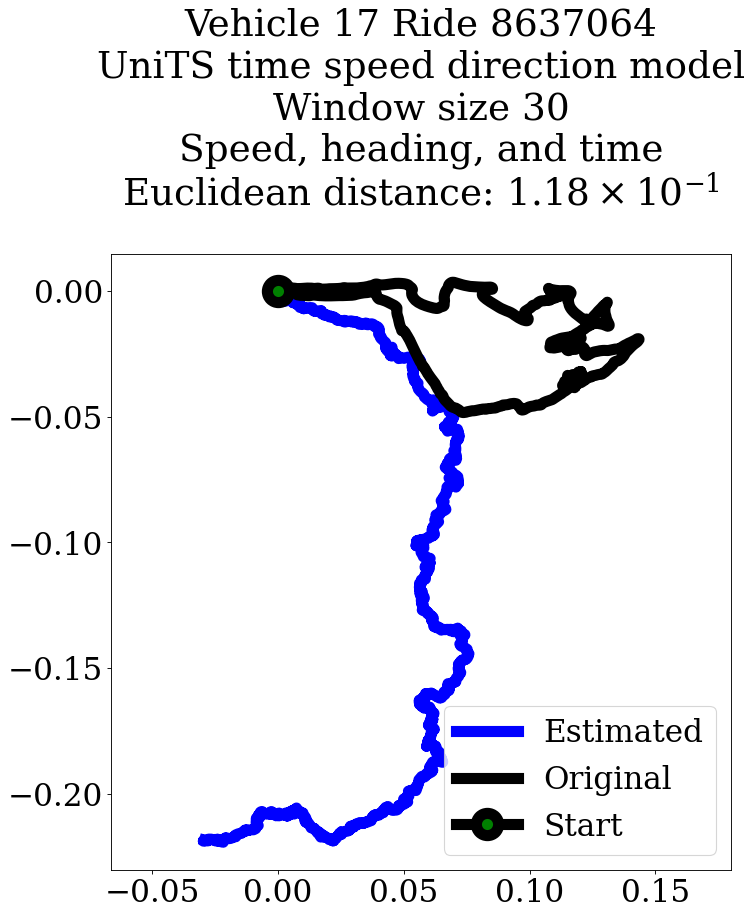 Vehicle 17 Ride 8637064
UniTS time speed direction model
Window size 30
Speed, heading, and time
Euclidean distance: 1.18 × 10⁻¹
0.00
−0.05
−0.10
−0.15
−0.20
Estimated
Original
Start
−0.05 0.00 0.05 0.10 0.15